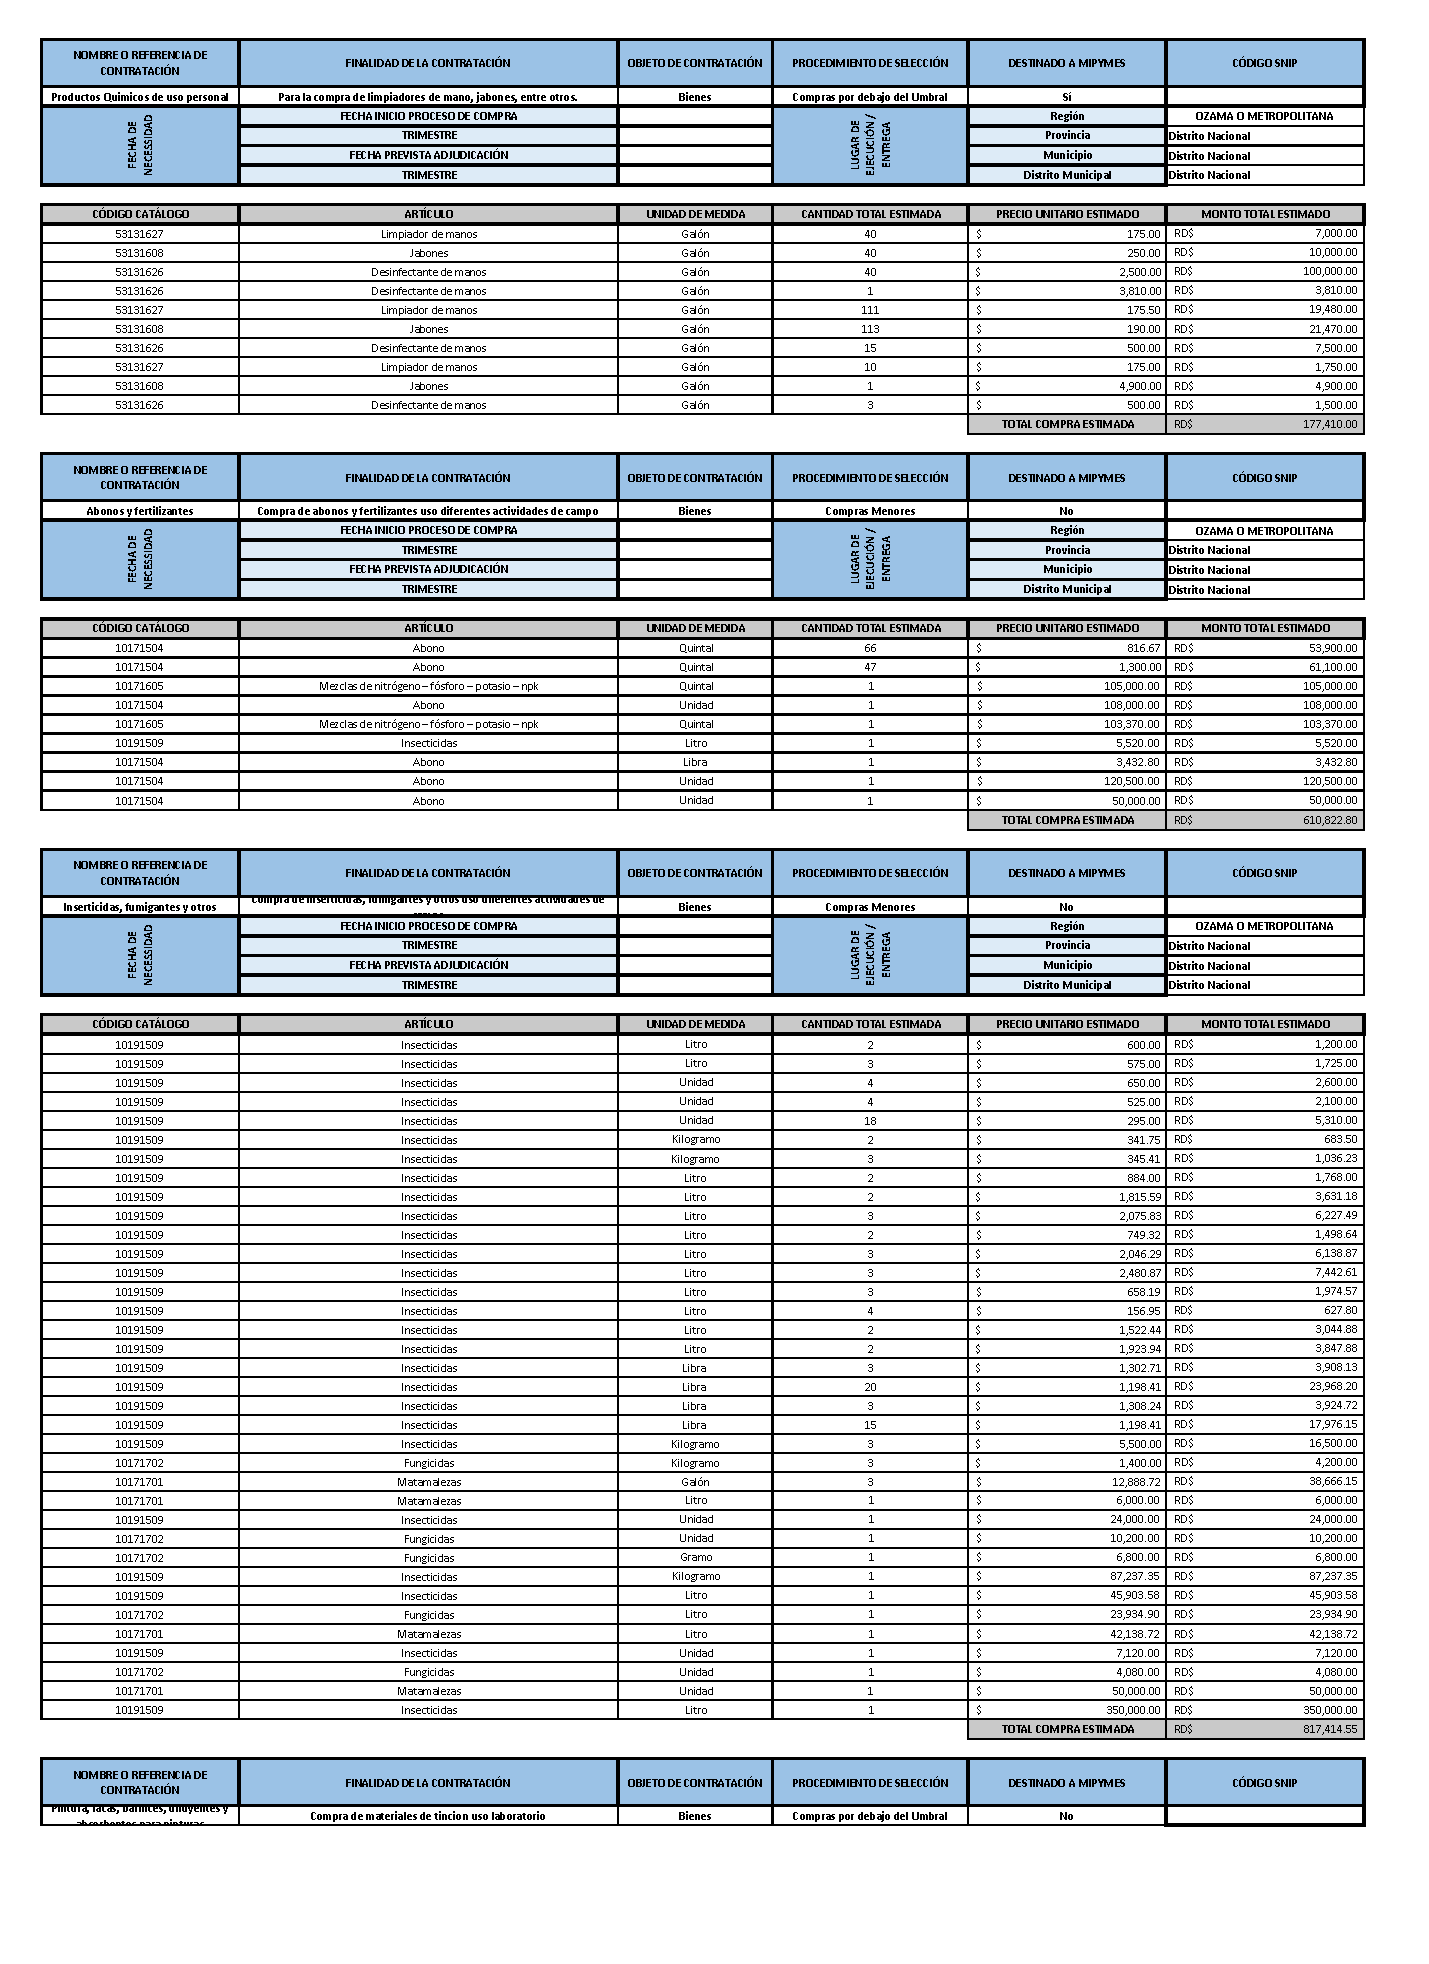 NOMBRE O REFERENCIA DE CONTRATACIÓN FINALIDAD DE LA CONTRATACIÓN OBJETO DE CONTRATACIÓN PROCEDIMIENTO DE SELECCIÓN DESTINADO A MIPYMES CÓDIGO SNIP
Productos Quimicos de uso personal Para la compra de limpiadores de mano, jabones, entre otros. Bienes Compras por debajo del Umbral Sí
FECHA DE NECESSIDAD FECHA INICIO PROCESO DE COMPRA LUGAR DE EJECUCIÓN / ENTREGA Región OZAMA O METROPOLITANA
TRIMESTRE Provincia Distrito Nacional
FECHA PREVISTA ADJUDICACIÓN Municipio Distrito Nacional
TRIMESTRE Distrito Municipal Distrito Nacional
CÓDIGO CATÁLOGO ARTÍCULO UNIDAD DE MEDIDA CANTIDAD TOTAL ESTIMADA PRECIO UNITARIO ESTIMADO MONTO TOTAL ESTIMADO
53131627 Limpiador de manos Galón 40 $ 175.00 RD$ 7,000.00
53131608 Jabones Galón 40 $ 250.00 RD$ 10,000.00
53131626 Desinfectante de manos Galón 40 $ 2,500.00 RD$ 100,000.00
53131626 Desinfectante de manos Galón 1 $ 3,810.00 RD$ 3,810.00
53131627 Limpiador de manos Galón 111 $ 175.50 RD$ 19,480.00
53131608 Jabones Galón 113 $ 190.00 RD$ 21,470.00
53131626 Desinfectante de manos Galón 15 $ 500.00 RD$ 7,500.00
53131627 Limpiador de manos Galón 10 $ 175.00 RD$ 1,750.00
53131608 Jabones Galón 1 $ 4,900.00 RD$ 4,900.00
53131626 Desinfectante de manos Galón 3 $ 500.00 RD$ 1,500.00
TOTAL COMPRA ESTIMADA RD$ 177,410.00
NOMBRE O REFERENCIA DE CONTRATACIÓN FINALIDAD DE LA CONTRATACIÓN OBJETO DE CONTRATACIÓN PROCEDIMIENTO DE SELECCIÓN DESTINADO A MIPYMES CÓDIGO SNIP
Abonos y fertilizantes Compra de abonos y fertilizantes uso diferentes actividades de campo Bienes Compras Menores No
FECHA DE NECESSIDAD FECHA INICIO PROCESO DE COMPRA LUGAR DE EJECUCIÓN / ENTREGA Región OZAMA O METROPOLITANA
TRIMESTRE Provincia Distrito Nacional
FECHA PREVISTA ADJUDICACIÓN Municipio Distrito Nacional
TRIMESTRE Distrito Municipal Distrito Nacional
CÓDIGO CATÁLOGO ARTÍCULO UNIDAD DE MEDIDA CANTIDAD TOTAL ESTIMADA PRECIO UNITARIO ESTIMADO MONTO TOTAL ESTIMADO
10171504 Abono Quintal 66 $ 816.67 RD$ 53,900.00
10171504 Abono Quintal 47 $ 1,300.00 RD$ 61,100.00
10171605 Mezclas de nitrógeno – fósforo – potasio – npk Quintal 1 $ 105,000.00 RD$ 105,000.00
10171504 Abono Unidad 1 $ 108,000.00 RD$ 108,000.00
10171605 Mezclas de nitrógeno – fósforo – potasio – npk Quintal 1 $ 103,370.00 RD$ 103,370.00
10191509 Insecticidas Litro 1 $ 5,520.00 RD$ 5,520.00
10171504 Abono Libra 1 $ 3,432.80 RD$ 3,432.80
10171504 Abono Unidad 1 $ 120,500.00 RD$ 120,500.00
10171504 Abono Unidad 1 $ 50,000.00 RD$ 50,000.00
TOTAL COMPRA ESTIMADA RD$ 610,822.80
NOMBRE O REFERENCIA DE CONTRATACIÓN FINALIDAD DE LA CONTRATACIÓN OBJETO DE CONTRATACIÓN PROCEDIMIENTO DE SELECCIÓN DESTINADO A MIPYMES CÓDIGO SNIP
Inserticidas, fumigantes y otros Compra de inserticidas, fumigantes y otros uso diferentes actividades de Bienes Compras Menores No
FECHA DE NECESSIDAD FECHA INICIO PROCESO DE COMPRA LUGAR DE EJECUCIÓN / ENTREGA Región OZAMA O METROPOLITANA
TRIMESTRE Provincia Distrito Nacional
FECHA PREVISTA ADJUDICACIÓN Municipio Distrito Nacional
TRIMESTRE Distrito Municipal Distrito Nacional
CÓDIGO CATÁLOGO ARTÍCULO UNIDAD DE MEDIDA CANTIDAD TOTAL ESTIMADA PRECIO UNITARIO ESTIMADO MONTO TOTAL ESTIMADO
10191509 Insecticidas Litro 2 $ 600.00 RD$ 1,200.00
10191509 Insecticidas Litro 3 $ 575.00 RD$ 1,725.00
10191509 Insecticidas Unidad 4 $ 650.00 RD$ 2,600.00
10191509 Insecticidas Unidad 4 $ 525.00 RD$ 2,100.00
10191509 Insecticidas Unidad 18 $ 295.00 RD$ 5,310.00
10191509 Insecticidas Kilogramo 2 $ 341.75 RD$ 683.50
10191509 Insecticidas Kilogramo 3 $ 345.41 RD$ 1,036.23
10191509 Insecticidas Litro 2 $ 884.00 RD$ 1,768.00
10191509 Insecticidas Litro 2 $ 1,815.59 RD$ 3,631.18
10191509 Insecticidas Litro 3 $ 2,075.83 RD$ 6,227.49
10191509 Insecticidas Litro 2 $ 749.32 RD$ 1,498.64
10191509 Insecticidas Litro 3 $ 2,046.29 RD$ 6,138.87
10191509 Insecticidas Litro 3 $ 2,480.87 RD$ 7,442.61
10191509 Insecticidas Litro 3 $ 658.19 RD$ 1,974.57
10191509 Insecticidas Litro 4 $ 156.95 RD$ 627.80
10191509 Insecticidas Litro 2 $ 1,522.44 RD$ 3,044.88
10191509 Insecticidas Litro 2 $ 1,923.94 RD$ 3,847.88
10191509 Insecticidas Libra 3 $ 1,302.71 RD$ 3,908.13
10191509 Insecticidas Libra 20 $ 1,198.41 RD$ 23,968.20
10191509 Insecticidas Libra 3 $ 1,308.24 RD$ 3,924.72
10191509 Insecticidas Libra 15 $ 1,198.41 RD$ 17,976.15
10191509 Insecticidas Kilogramo 3 $ 5,500.00 RD$ 16,500.00
10171702 Fungicidas Kilogramo 3 $ 1,400.00 RD$ 4,200.00
10171701 Matamalezas Galón 3 $ 12,888.72 RD$ 38,666.15
10171701 Matamalezas Litro 1 $ 6,000.00 RD$ 6,000.00
10191509 Insecticidas Unidad 1 $ 24,000.00 RD$ 24,000.00
10171702 Fungicidas Unidad 1 $ 10,200.00 RD$ 10,200.00
10171702 Fungicidas Gramo 1 $ 6,800.00 RD$ 6,800.00
10191509 Insecticidas Kilogramo 1 $ 87,237.35 RD$ 87,237.35
10191509 Insecticidas Litro 1 $ 45,903.58 RD$ 45,903.58
10171702 Fungicidas Litro 1 $ 23,934.90 RD$ 23,934.90
10171701 Matamalezas Litro 1 $ 42,138.72 RD$ 42,138.72
10191509 Insecticidas Unidad 1 $ 7,120.00 RD$ 7,120.00
10171702 Fungicidas Unidad 1 $ 4,080.00 RD$ 4,080.00
10171701 Matamalezas Unidad 1 $ 50,000.00 RD$ 50,000.00
10191509 Insecticidas Litro 1 $ 350,000.00 RD$ 350,000.00
TOTAL COMPRA ESTIMADA RD$ 817,414.55
NOMBRE O REFERENCIA DE CONTRATACIÓN FINALIDAD DE LA CONTRATACIÓN OBJETO DE CONTRATACIÓN PROCEDIMIENTO DE SELECCIÓN DESTINADO A MIPYMES CÓDIGO SNIP
Pintura, lacas, barnices, diluyentes y absorbentes para pinturas Compra de materiales de tincion uso laboratorio Bienes Compras por debajo del Umbral No